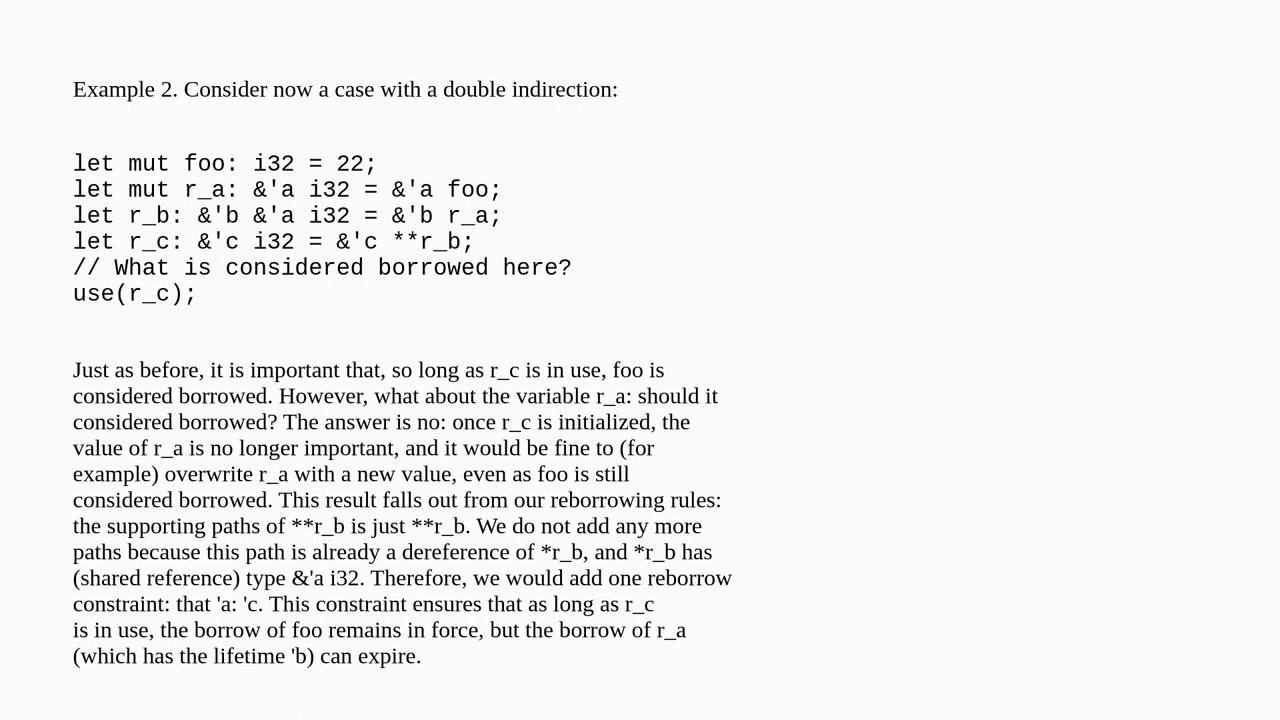 Example 2. Consider now a case with a double indirection:
let mut foo: i32 = 22;
let mut r_a: &'a i32 = &'a foo;
let r_b: &'b &'a i32 = &'b r_a;
let r_c: &'c i32 = &'c **r_b;
// What is considered borrowed here?
use(r_c);
Just as before, it is important that, so long as r_c is in use, foo is
considered borrowed. However, what about the variable r_a: should it
considered borrowed? The answer is no: once r_c is initialized, the
value of r_a is no longer important, and it would be fine to (for
example) overwrite r_a with a new value, even as foo is still
considered borrowed. This result falls out from our reborrowing rules:
the supporting paths of **r_b is just **r_b. We do not add any more
paths because this path is already a dereference of *r_b, and *r_b has
(shared reference) type &'a i32. Therefore, we would add one reborrow
constraint: that 'a: 'c. This constraint ensures that as long as r_c
is in use, the borrow of foo remains in force, but the borrow of r_a
(which has the lifetime 'b) can expire.